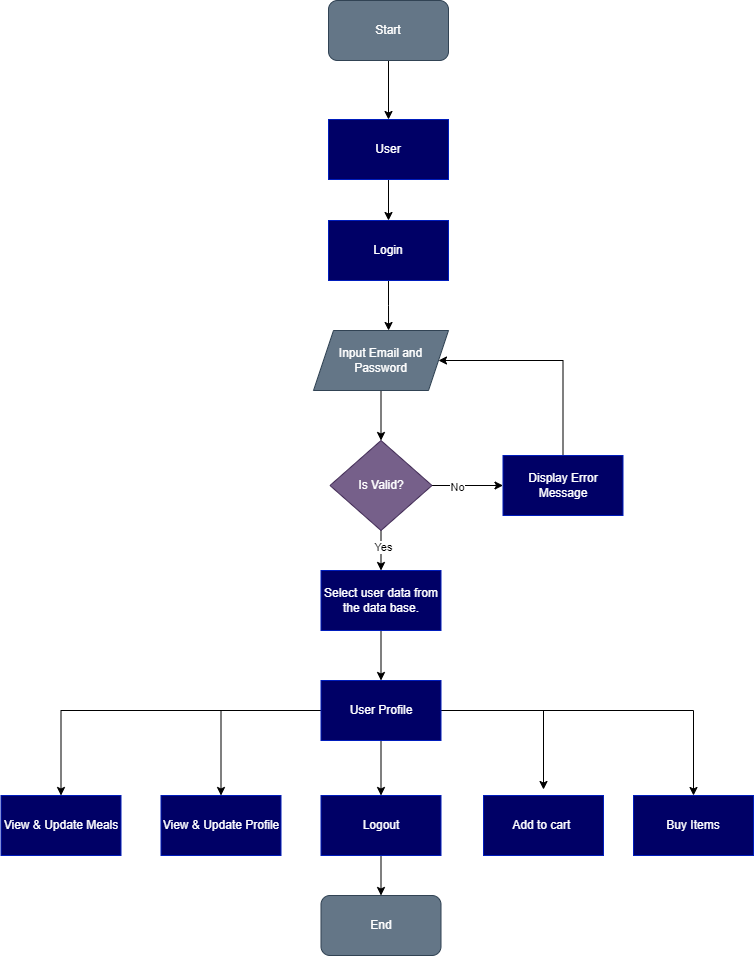 Start
User
Login
Input Email and
Password
Is Valid?
No
Display Error
Message
Yes
Select user data from
the data base.
User Profile
View & Update Meals
View & Update Profile
Logout
Add to cart
Buy Items
End